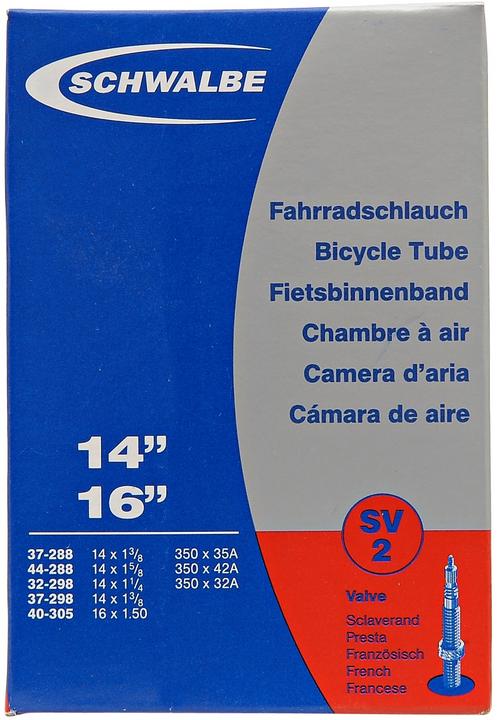 SCHWALBE
Fahrradschlauch
Bicycle Tube
Fietsbinnenband
Chambre à air
Camera d'aria
Cámara de aire
14”
16”
37-288 14 x 1 3/8 350 x 35A
44-288 14 x 1 5/8 350 x 42A
32-298 14 x 1 1/4 350 x 32A
37-298 14 x 1 3/8
40-305 16 x 1.50
SV
2
Valve
Sclaverand
Presta
Französisch
French
Francese